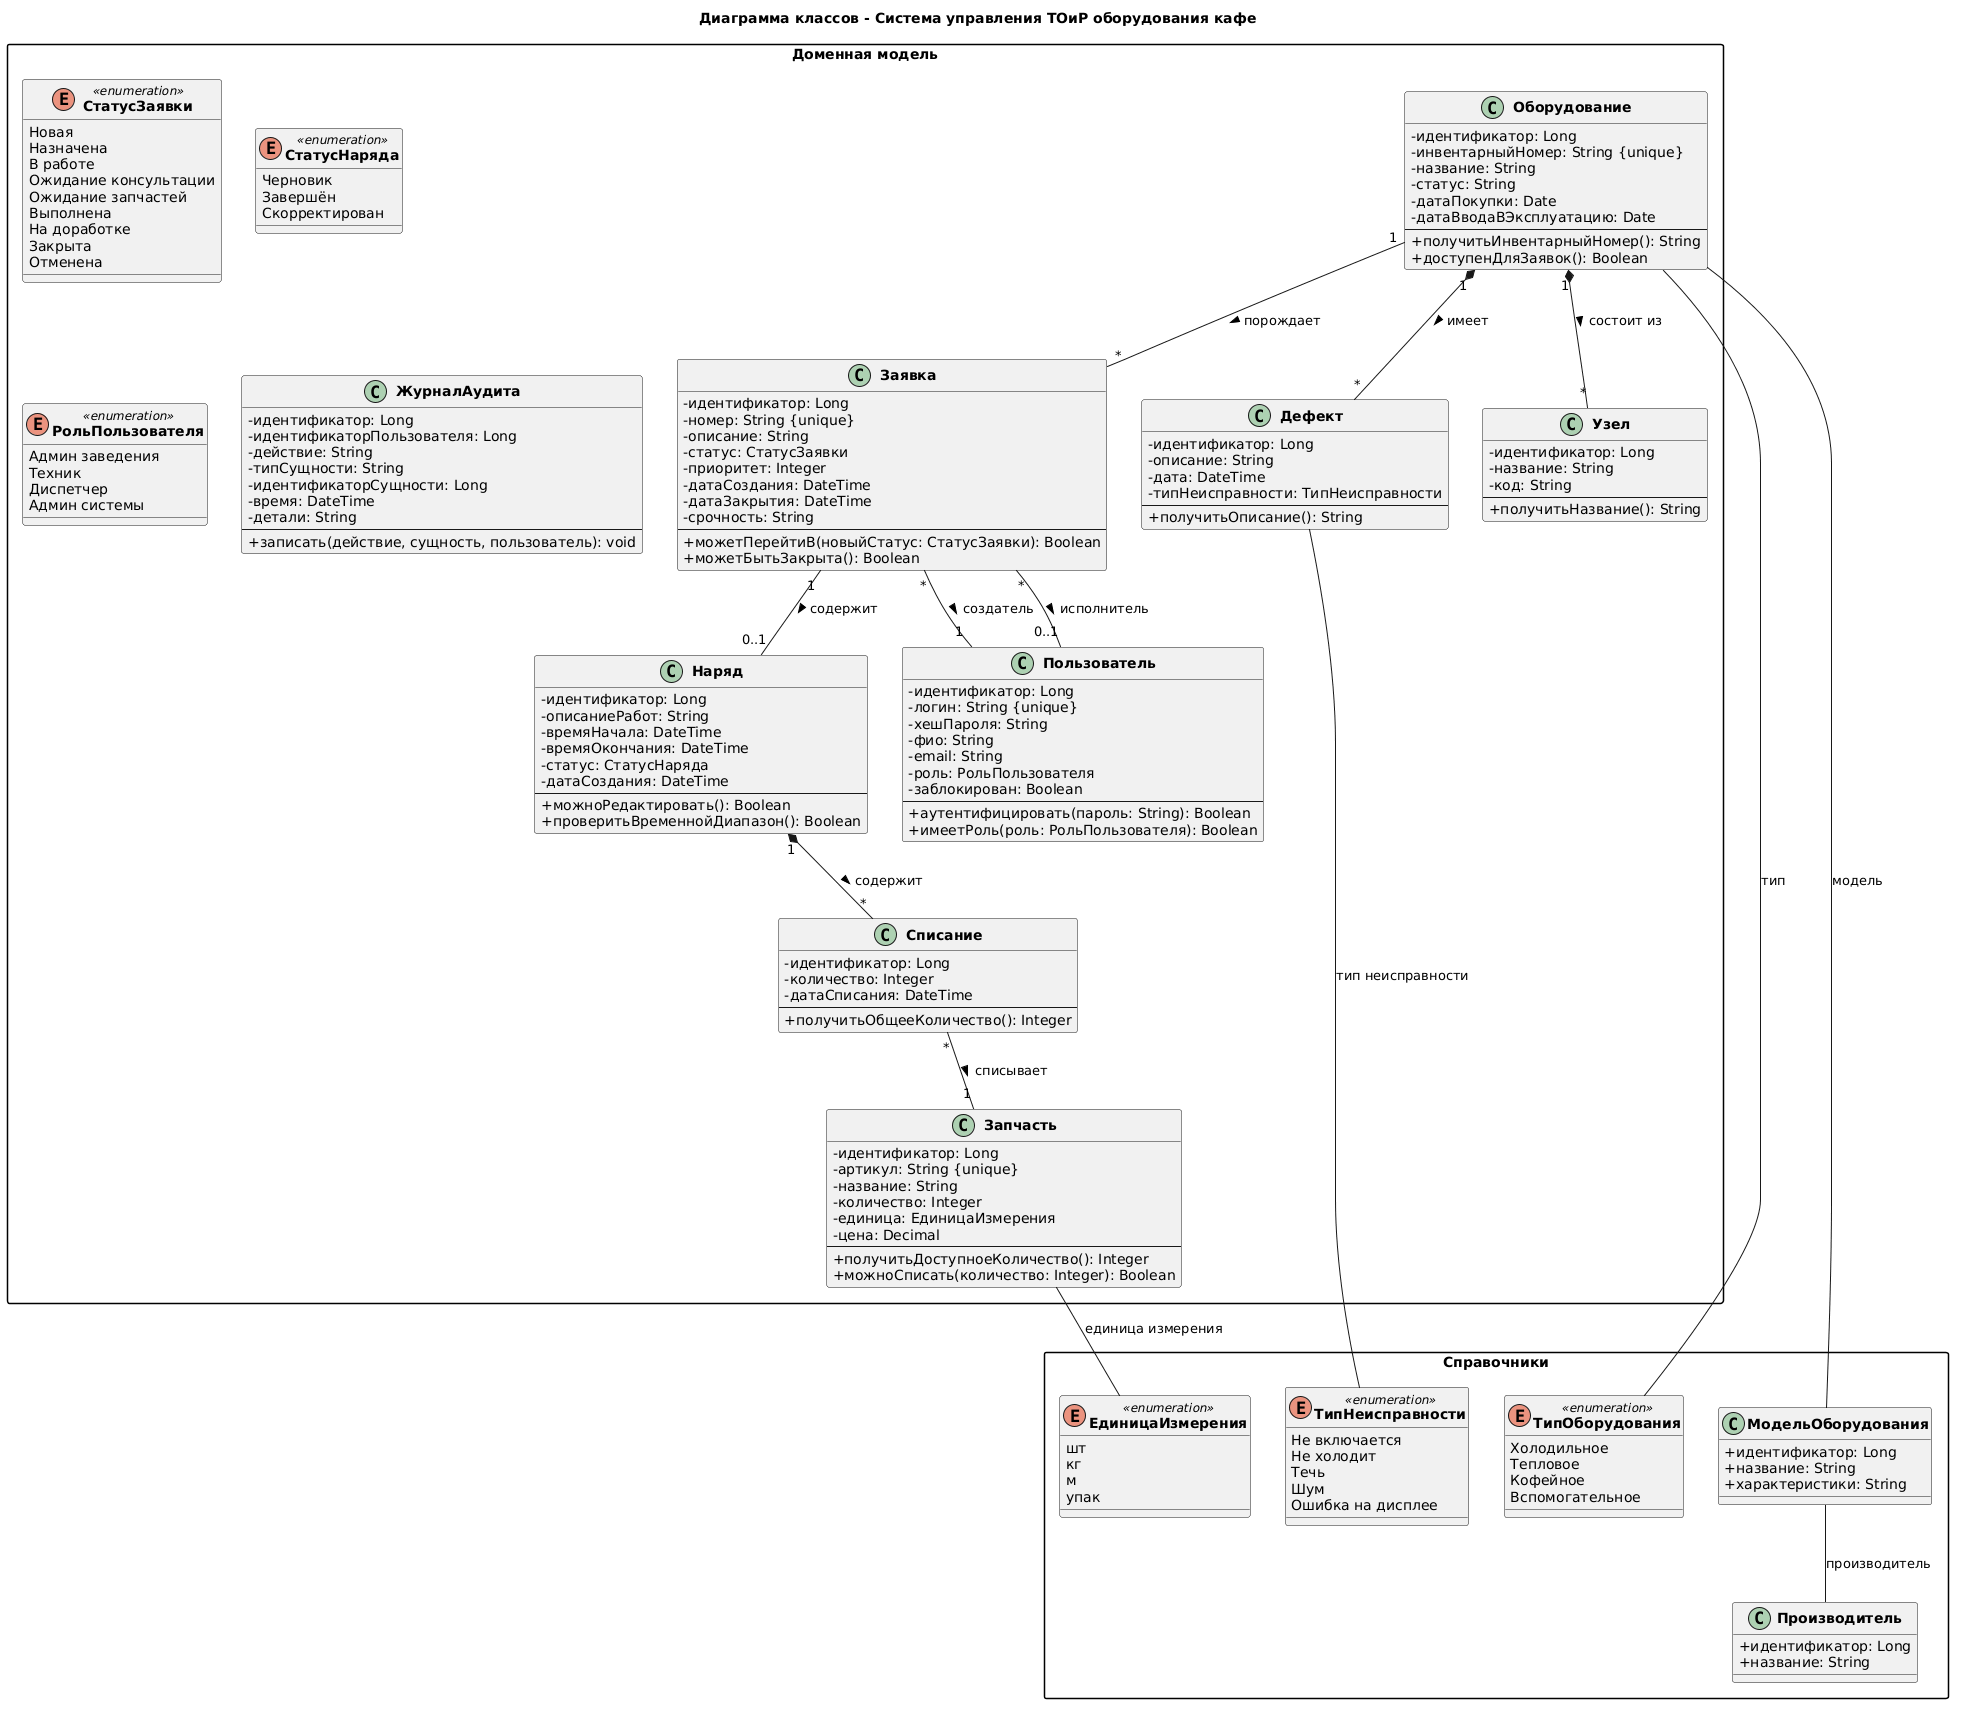 Диаграмма классов - Система управления ТОиР оборудования кафе
Доменная модель
«enumeration»
E СтатусЗаявки
Новая
Назначена
В работе
Ожидание консультации
Ожидание запчастей
Выполнена
На доработке
Закрыта
Отменена
«enumeration»
E СтатусНаряда
Черновик
Завершён
Скорректирован
C Оборудование
-идентификатор: Long
-инвентарныйНомер: String {unique}
-название: String
-статус: String
-датаПокупки: Date
-датаВводаВЭксплуатацию: Date
+получитьИнвентарныйНомер(): String
+доступенДляЗаявок(): Boolean
1
1
1
порождает
имеет
состоит из
*
*
*
«enumeration»
E РольПользователя
Админ заведения
Техник
Диспетчер
Админ системы
C ЖурналАудита
-идентификатор: Long
-идентификаторПользователя: Long
-действие: String
-типСущности: String
-идентификаторСущности: Long
-время: DateTime
-детали: String
+записать(действие, сущность, пользователь): void
C Заявка
-идентификатор: Long
-номер: String {unique}
-описание: String
-статус: СтатусЗаявки
-приоритет: Integer
-датаСоздания: DateTime
-датаЗакрытия: DateTime
-срочность: String
+можетПерейтиВ(новыйСтатус: СтатусЗаявки): Boolean
+можетБытьЗакрыта(): Boolean
C Дефект
-идентификатор: Long
-описание: String
-дата: DateTime
-типНеисправности: ТипНеисправности
+получитьОписание(): String
C Узел
-идентификатор: Long
-название: String
-код: String
+получитьНазвание(): String
1
*
*
содержит
создатель
исполнитель
0..1
1
0..1
C Наряд
-идентификатор: Long
-описаниеРабот: String
-времяНачала: DateTime
-времяОкончания: DateTime
-статус: СтатусНаряда
-датаСоздания: DateTime
+можноРедактировать(): Boolean
+проверитьВременнойДиапазон(): Boolean
C Пользователь
-идентификатор: Long
-логин: String {unique}
-хешПароля: String
-фио: String
-email: String
-роль: РольПользователя
-заблокирован: Boolean
+аутентифицировать(пароль: String): Boolean
+имеетРоль(роль: РольПользователя): Boolean
1
содержит
*
тип
модель
C Списание
-идентификатор: Long
-количество: Integer
-датаСписания: DateTime
+получитьОбщееКоличество(): Integer
тип неисправности
*
списывает
1
C Запчасть
-идентификатор: Long
-артикул: String {unique}
-название: String
-количество: Integer
-единица: ЕдиницаИзмерения
-цена: Decimal
+получитьДоступноеКоличество(): Integer
+можноСписать(количество: Integer): Boolean
единица измерения
Справочники
«enumeration»
E ЕдиницаИзмерения
шт
кг
м
упак
«enumeration»
E ТипНеисправности
Не включается
Не холодит
Течь
Шум
Ошибка на дисплее
«enumeration»
E ТипОборудования
Холодильное
Тепловое
Кофейное
Вспомогательное
C МодельОборудования
+идентификатор: Long
+название: String
+характеристики: String
производитель
C Производитель
+идентификатор: Long
+название: String